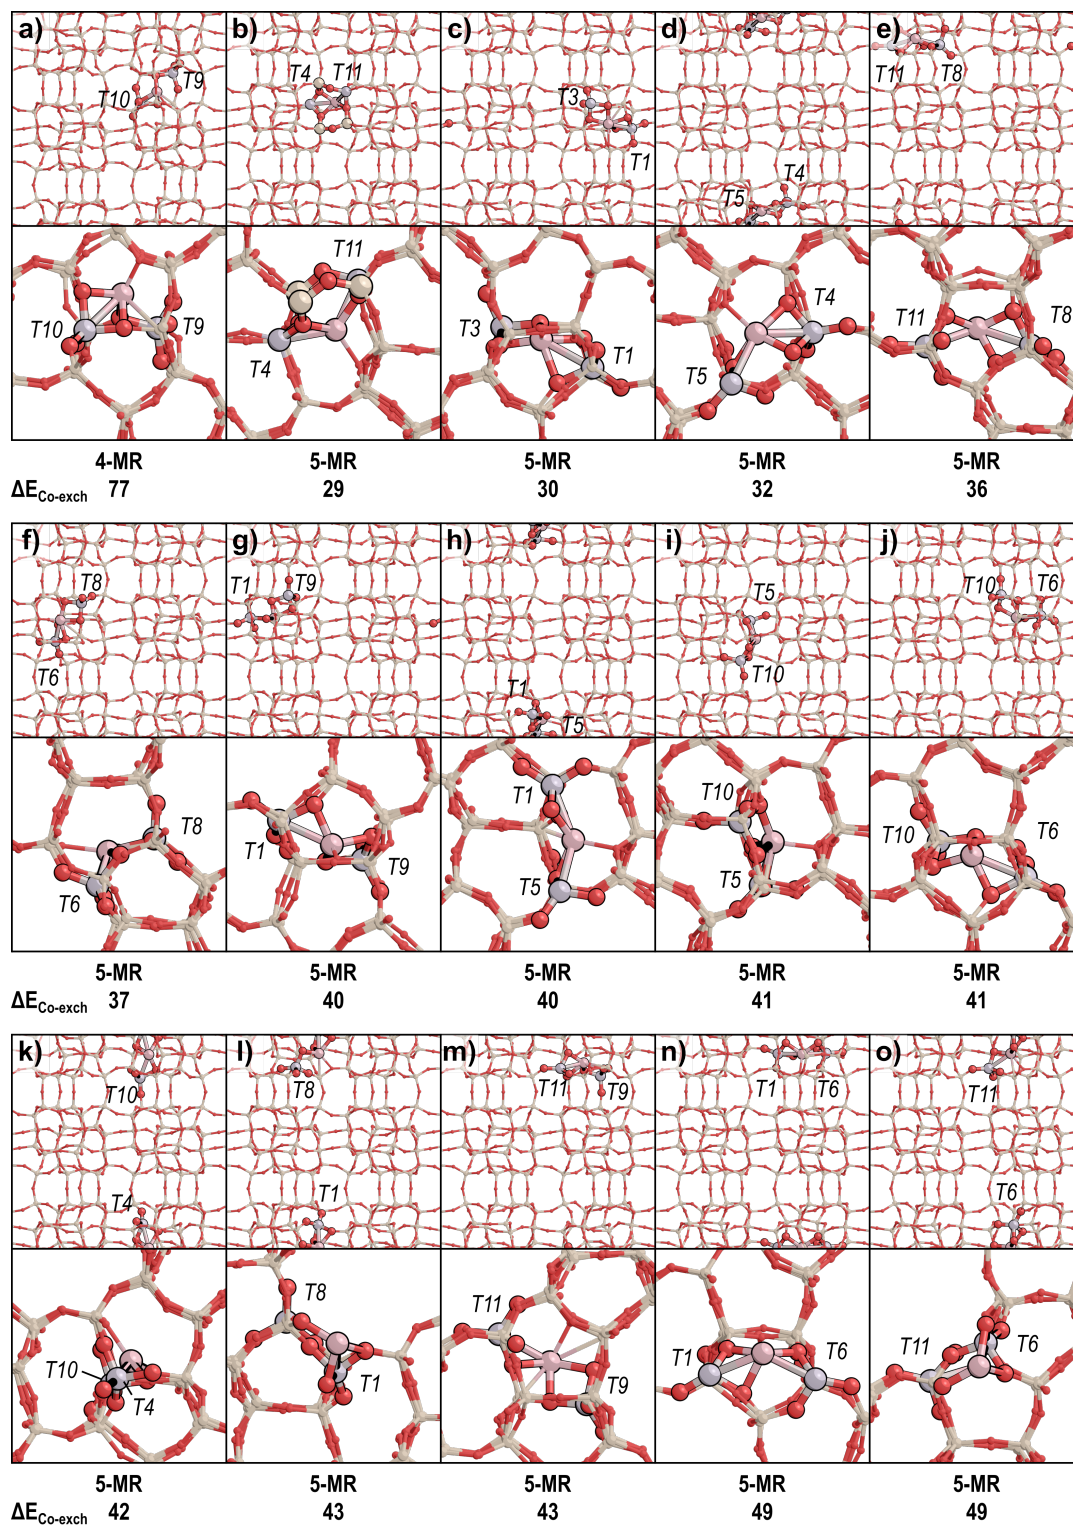 a) b) c) d) e)
T9 T10
T4 T11
T3 T1
T4 T5
T11 T8
T10 T9
T11 T4
T3 T1
T4 T5
T11 T8
4-MR 5-MR 5-MR 5-MR 5-MR
ΔE_Co-exch 77 29 30 32 36
f) g) h) i) j)
T8 T6
T1 T9
T1 T5
T5 T10
T10 T6
T8 T6
T1 T9
T1 T5
T10 T5
T10 T6
5-MR 5-MR 5-MR 5-MR 5-MR
ΔE_Co-exch 37 40 40 41 41
k) l) m) n) o)
T10 T4
T8 T1
T11 T9
T1 T6
T11 T6
T10 T4
T8 T1
T11 T9
T1 T6
T11 T6
5-MR 5-MR 5-MR 5-MR 5-MR
ΔE_Co-exch 42 43 43 49 49